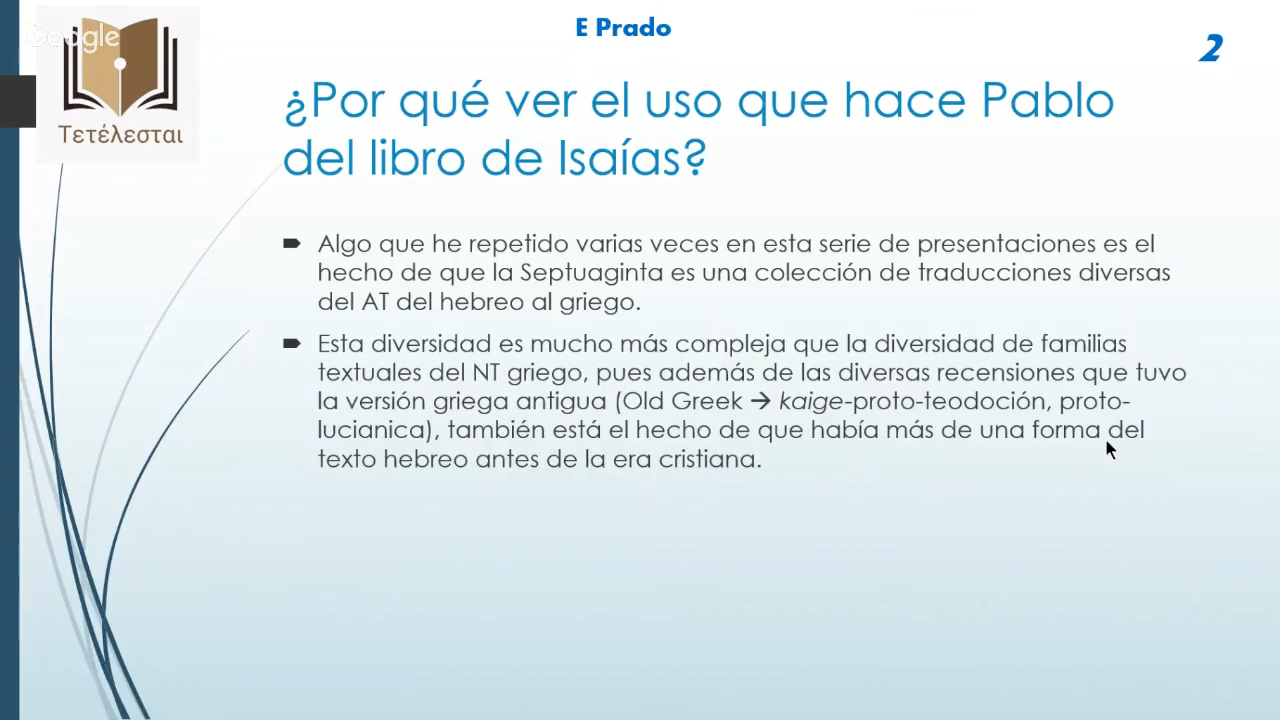 Google
E Prado
2
Τετέλεσται
¿Por qué ver el uso que hace Pablo
del libro de Isaías?
Algo que he repetido varias veces en esta serie de presentaciones es el
hecho de que la Septuaginta es una colección de traducciones diversas
del AT del hebreo al griego.
Esta diversidad es mucho más compleja que la diversidad de familias
textuales del NT griego, pues además de las diversas recensiones que tuvo
la versión griega antigua (Old Greek → kaige-proto-teodoción, proto-
lucianica), también está el hecho de que había más de una forma del
texto hebreo antes de la era cristiana.